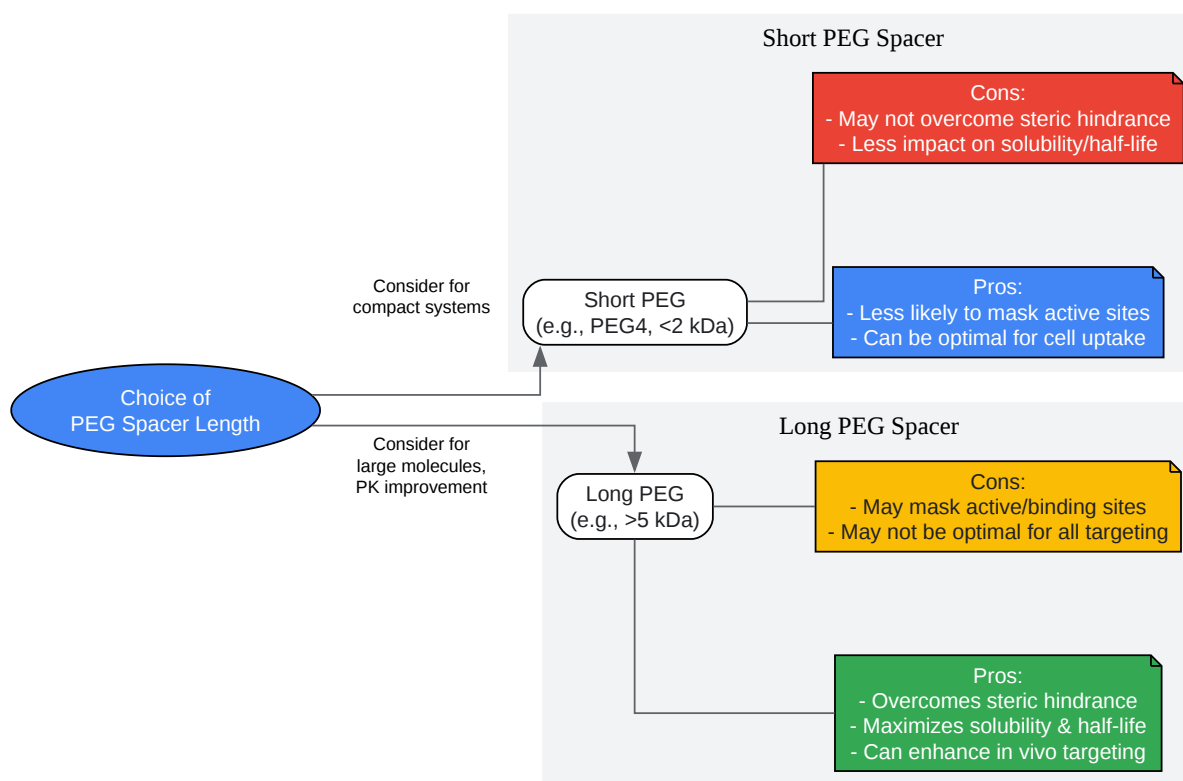 Short PEG Spacer
Cons:
- May not overcome steric hindrance
- Less impact on solubility/half-life
Consider for
compact systems
Short PEG
(e.g., PEG4, <2 kDa)
Pros:
- Less likely to mask active sites
- Can be optimal for cell uptake
Choice of
PEG Spacer Length
Consider for
large molecules,
PK improvement
Long PEG Spacer
Long PEG
(e.g., >5 kDa)
Cons:
- May mask active/binding sites
- May not be optimal for all targeting
Pros:
- Overcomes steric hindrance
- Maximizes solubility & half-life
- Can enhance in vivo targeting